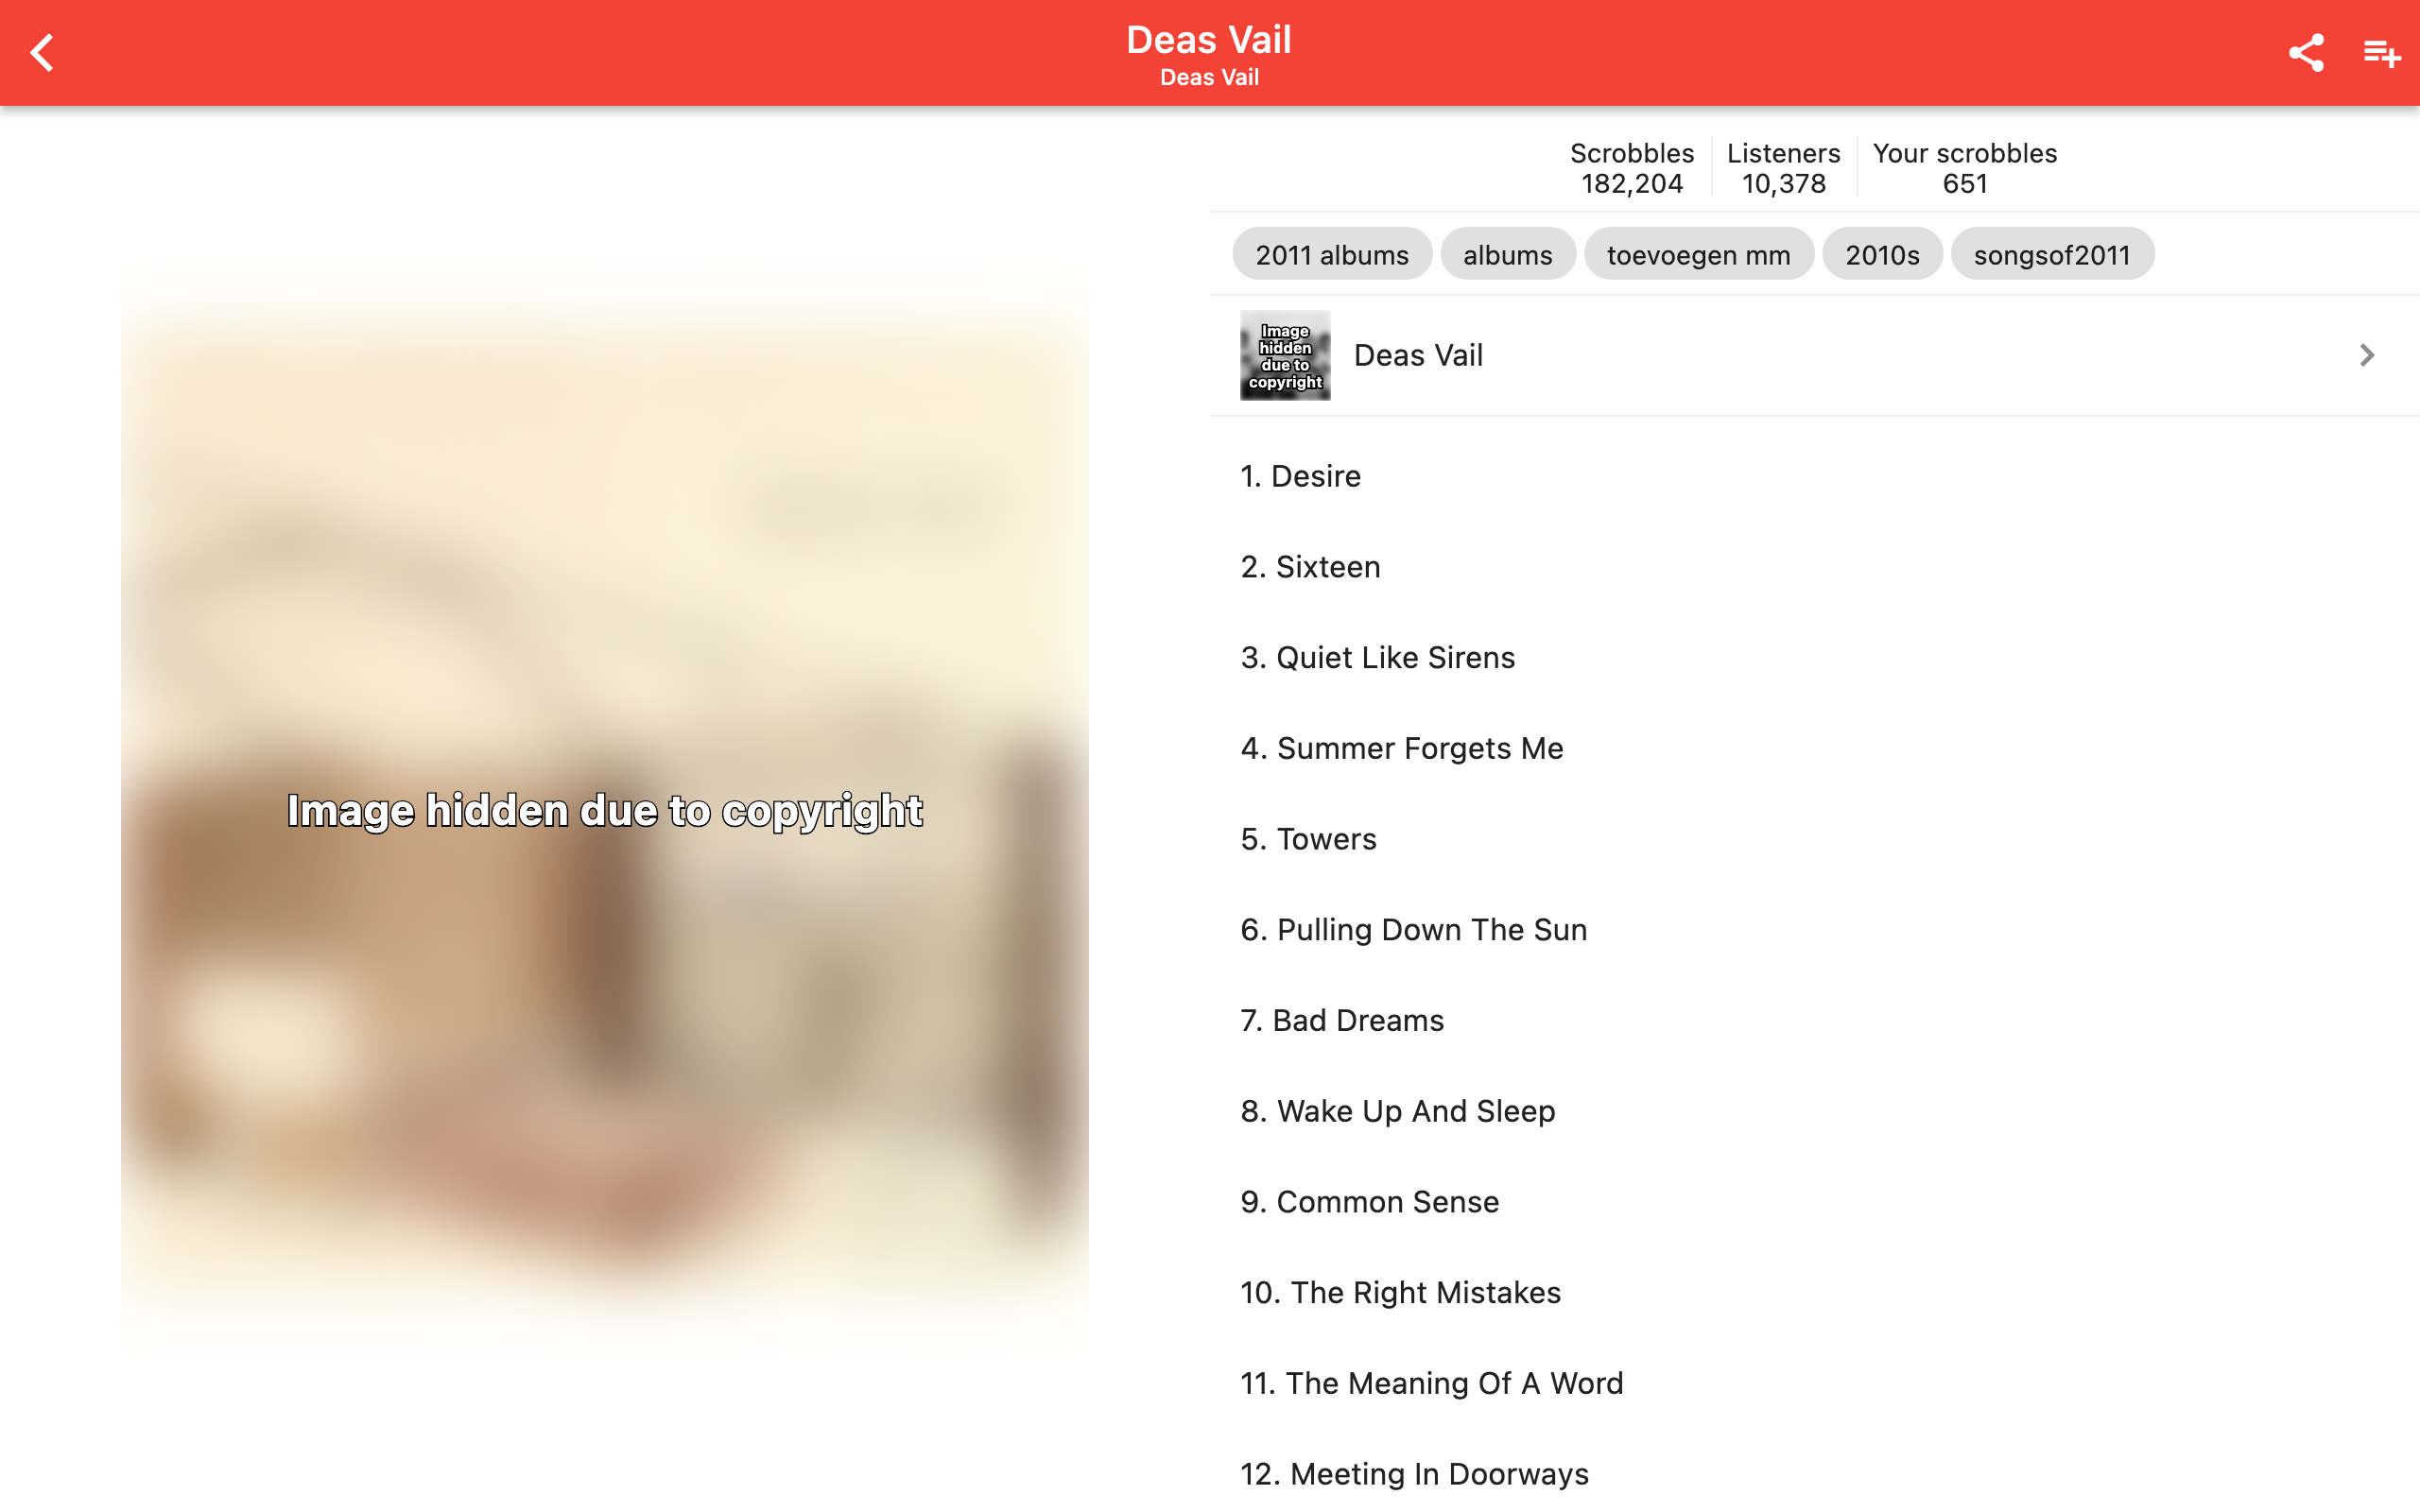 Deas Vail
Deas Vail
Scrobbles
182,204
Listeners
10,378
Your scrobbles
651
2011 albums
albums
toevoegen mm
2010s
songsof2011
Image
hidden
due to
copyright
Deas Vail
Image hidden due to copyright
1. Desire
2. Sixteen
3. Quiet Like Sirens
4. Summer Forgets Me
5. Towers
6. Pulling Down The Sun
7. Bad Dreams
8. Wake Up And Sleep
9. Common Sense
10. The Right Mistakes
11. The Meaning Of A Word
12. Meeting In Doorways